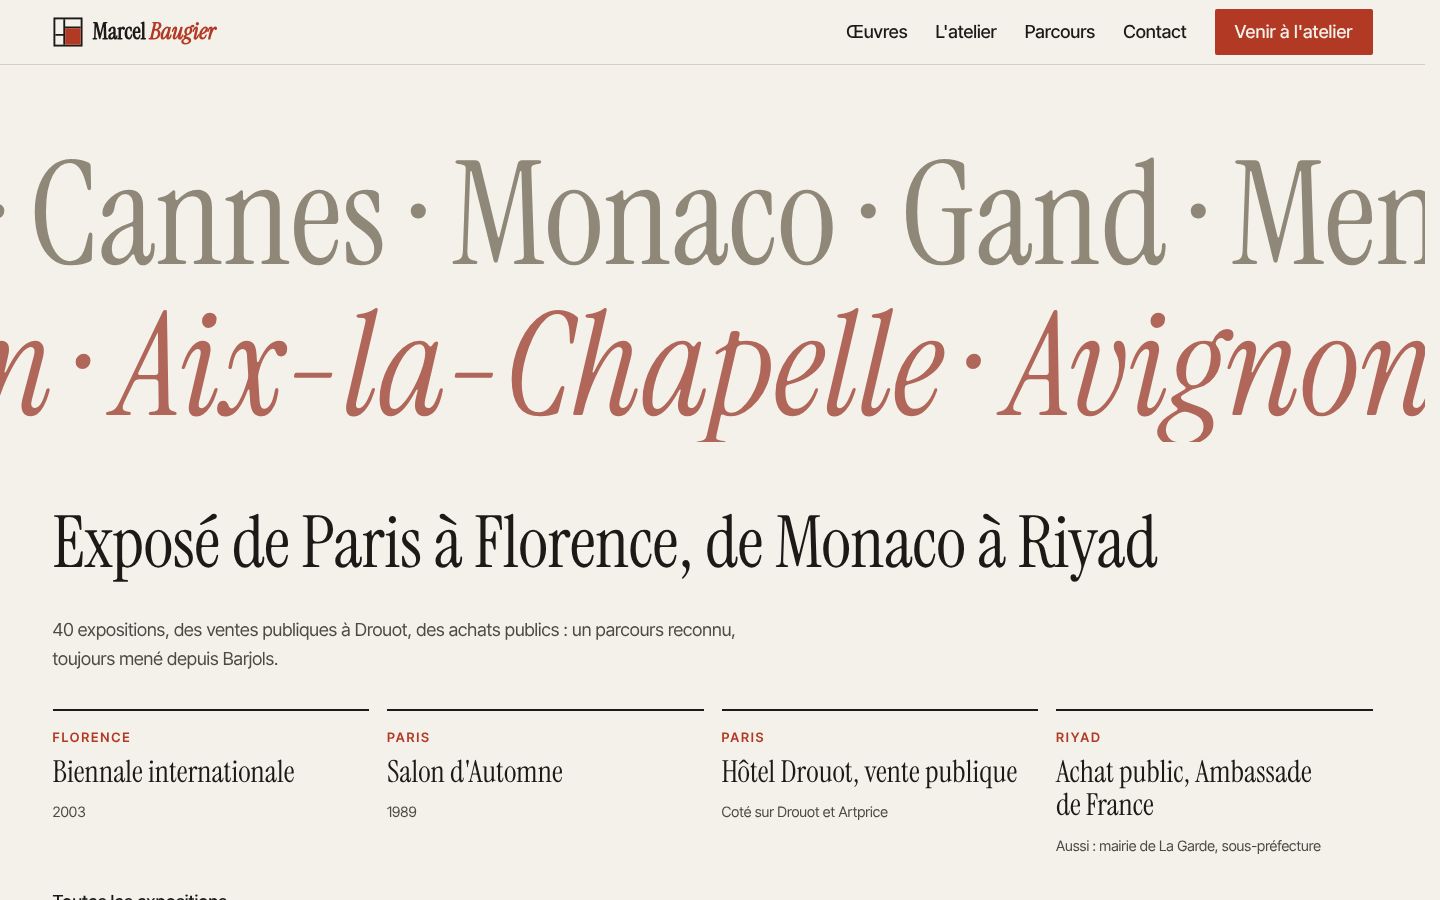 Marcel Baugier
Œuvres
L'atelier
Parcours
Contact
Venir à l'atelier
· Cannes · Monaco · Gand · Men
n · Aix-la-Chapelle · Avignon
Exposé de Paris à Florence, de Monaco à Riyad
40 expositions, des ventes publiques à Drouot, des achats publics : un parcours reconnu,
toujours mené depuis Barjols.
FLORENCE
Biennale internationale
2003
PARIS
Salon d'Automne
1989
PARIS
Hôtel Drouot, vente publique
Coté sur Drouot et Artprice
RIYAD
Achat public, Ambassade
de France
Aussi : mairie de La Garde, sous-préfecture
Toutes les expositions